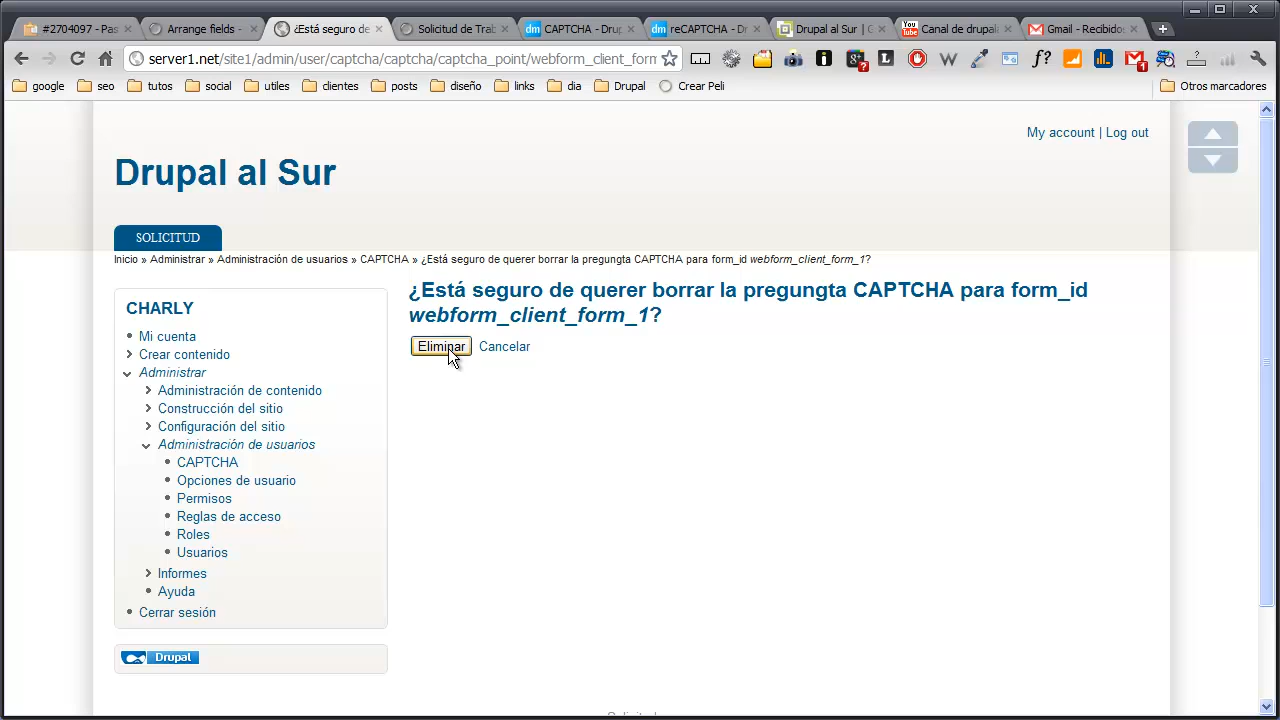 #2704097 - Pas
Arrange fields -
¿Está seguro de
Solicitud de Trab
CAPTCHA - Drup
reCAPTCHA - Dr
Drupal al Sur | G
Canal de drupal
Gmail - Recibidos
server1.net/site1/admin/user/captcha/captcha/captcha_point/webform_client_form
google
seo
tutos
social
utiles
clientes
posts
diseño
links
dia
Drupal
Crear Peli
Otros marcadores
My account | Log out
Drupal al Sur
SOLICITUD
Inicio » Administrar » Administración de usuarios » CAPTCHA » ¿Está seguro de querer borrar la pregungta CAPTCHA para form_id webform_client_form_1?
CHARLY
Mi cuenta
Crear contenido
Administrar
Administración de contenido
Construcción del sitio
Configuración del sitio
Administración de usuarios
CAPTCHA
Opciones de usuario
Permisos
Reglas de acceso
Roles
Usuarios
Informes
Ayuda
Cerrar sesión
Drupal
¿Está seguro de querer borrar la pregungta CAPTCHA para form_id
webform_client_form_1?
Eliminar
Cancelar